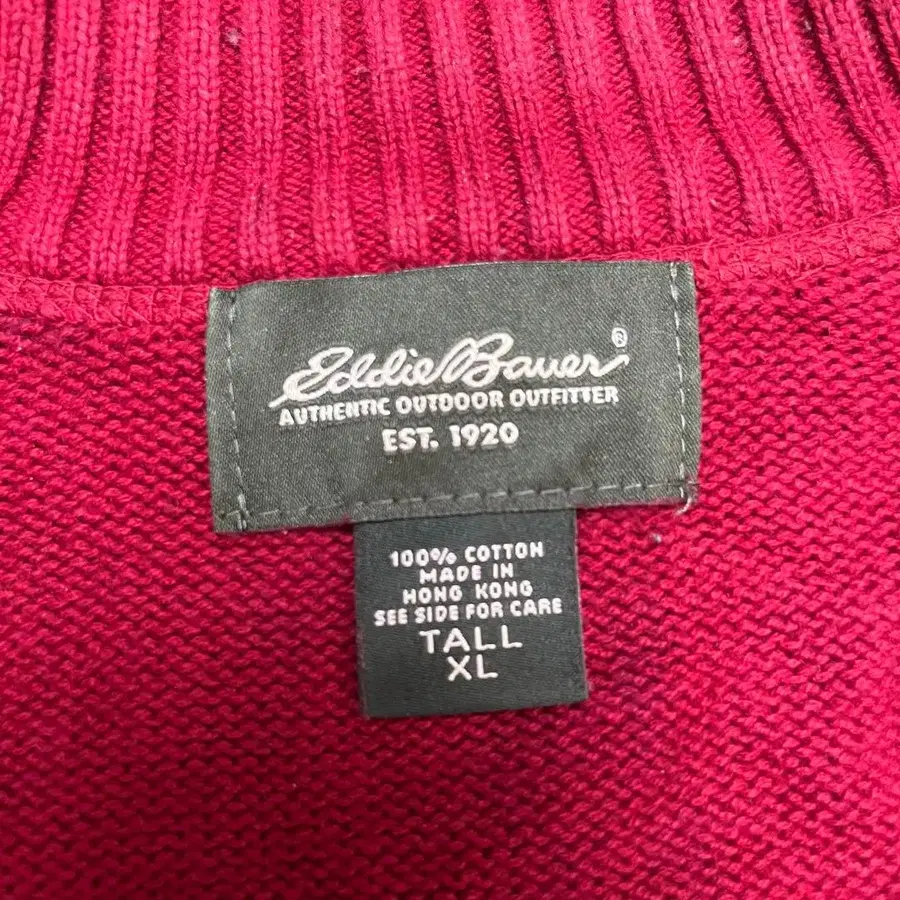 Eddie Bauer®
AUTHENTIC OUTDOOR OUTFITTER
EST. 1920
100% COTTON
MADE IN
HONG KONG
SEE SIDE FOR CARE
TALL
XL